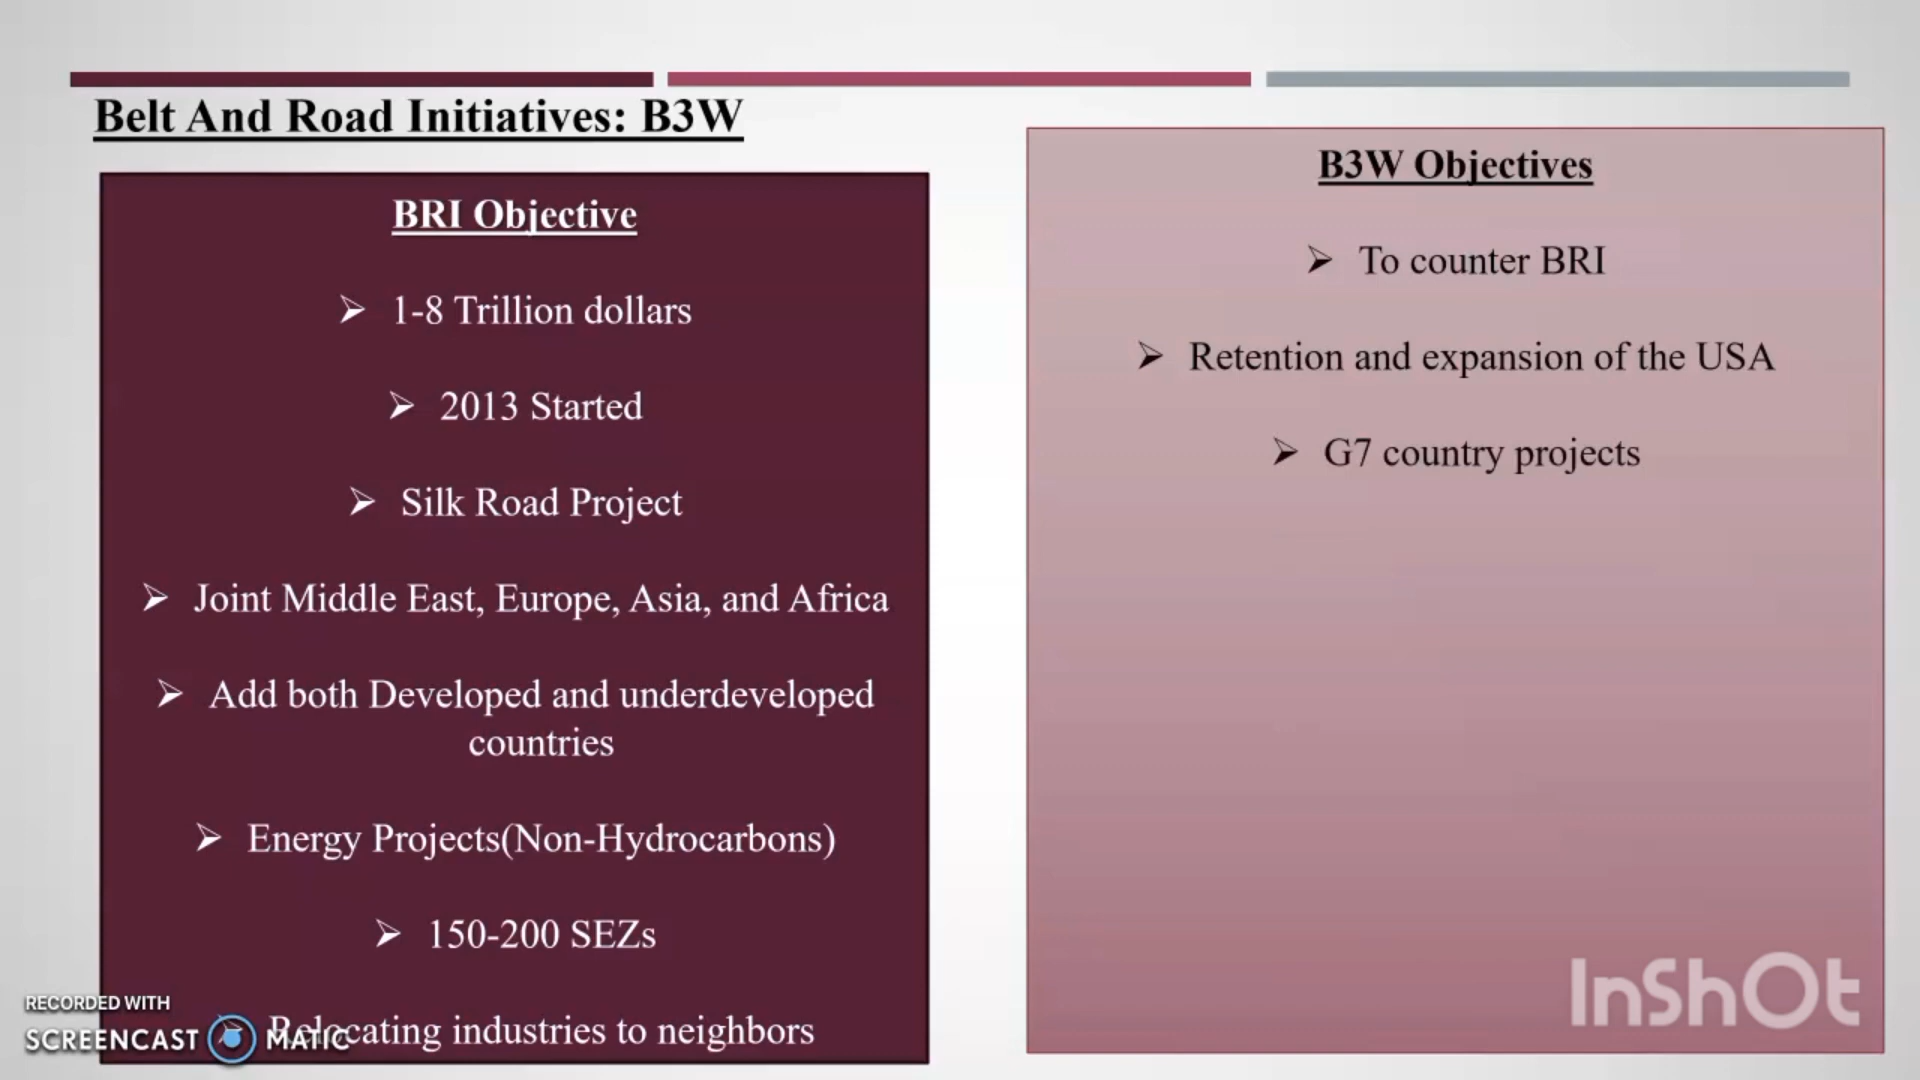 Belt And Road Initiatives: B3W
BRI Objective
➢ 1-8 Trillion dollars
➢ 2013 Started
➢ Silk Road Project
➢ Joint Middle East, Europe, Asia, and Africa
➢ Add both Developed and underdeveloped
countries
➢ Energy Projects(Non-Hydrocarbons)
➢ 150-200 SEZs
➢ Relocating industries to neighbors
B3W Objectives
➢ To counter BRI
➢ Retention and expansion of the USA
➢ G7 country projects
RECORDED WITH
SCREENCAST MATIC
InShOt